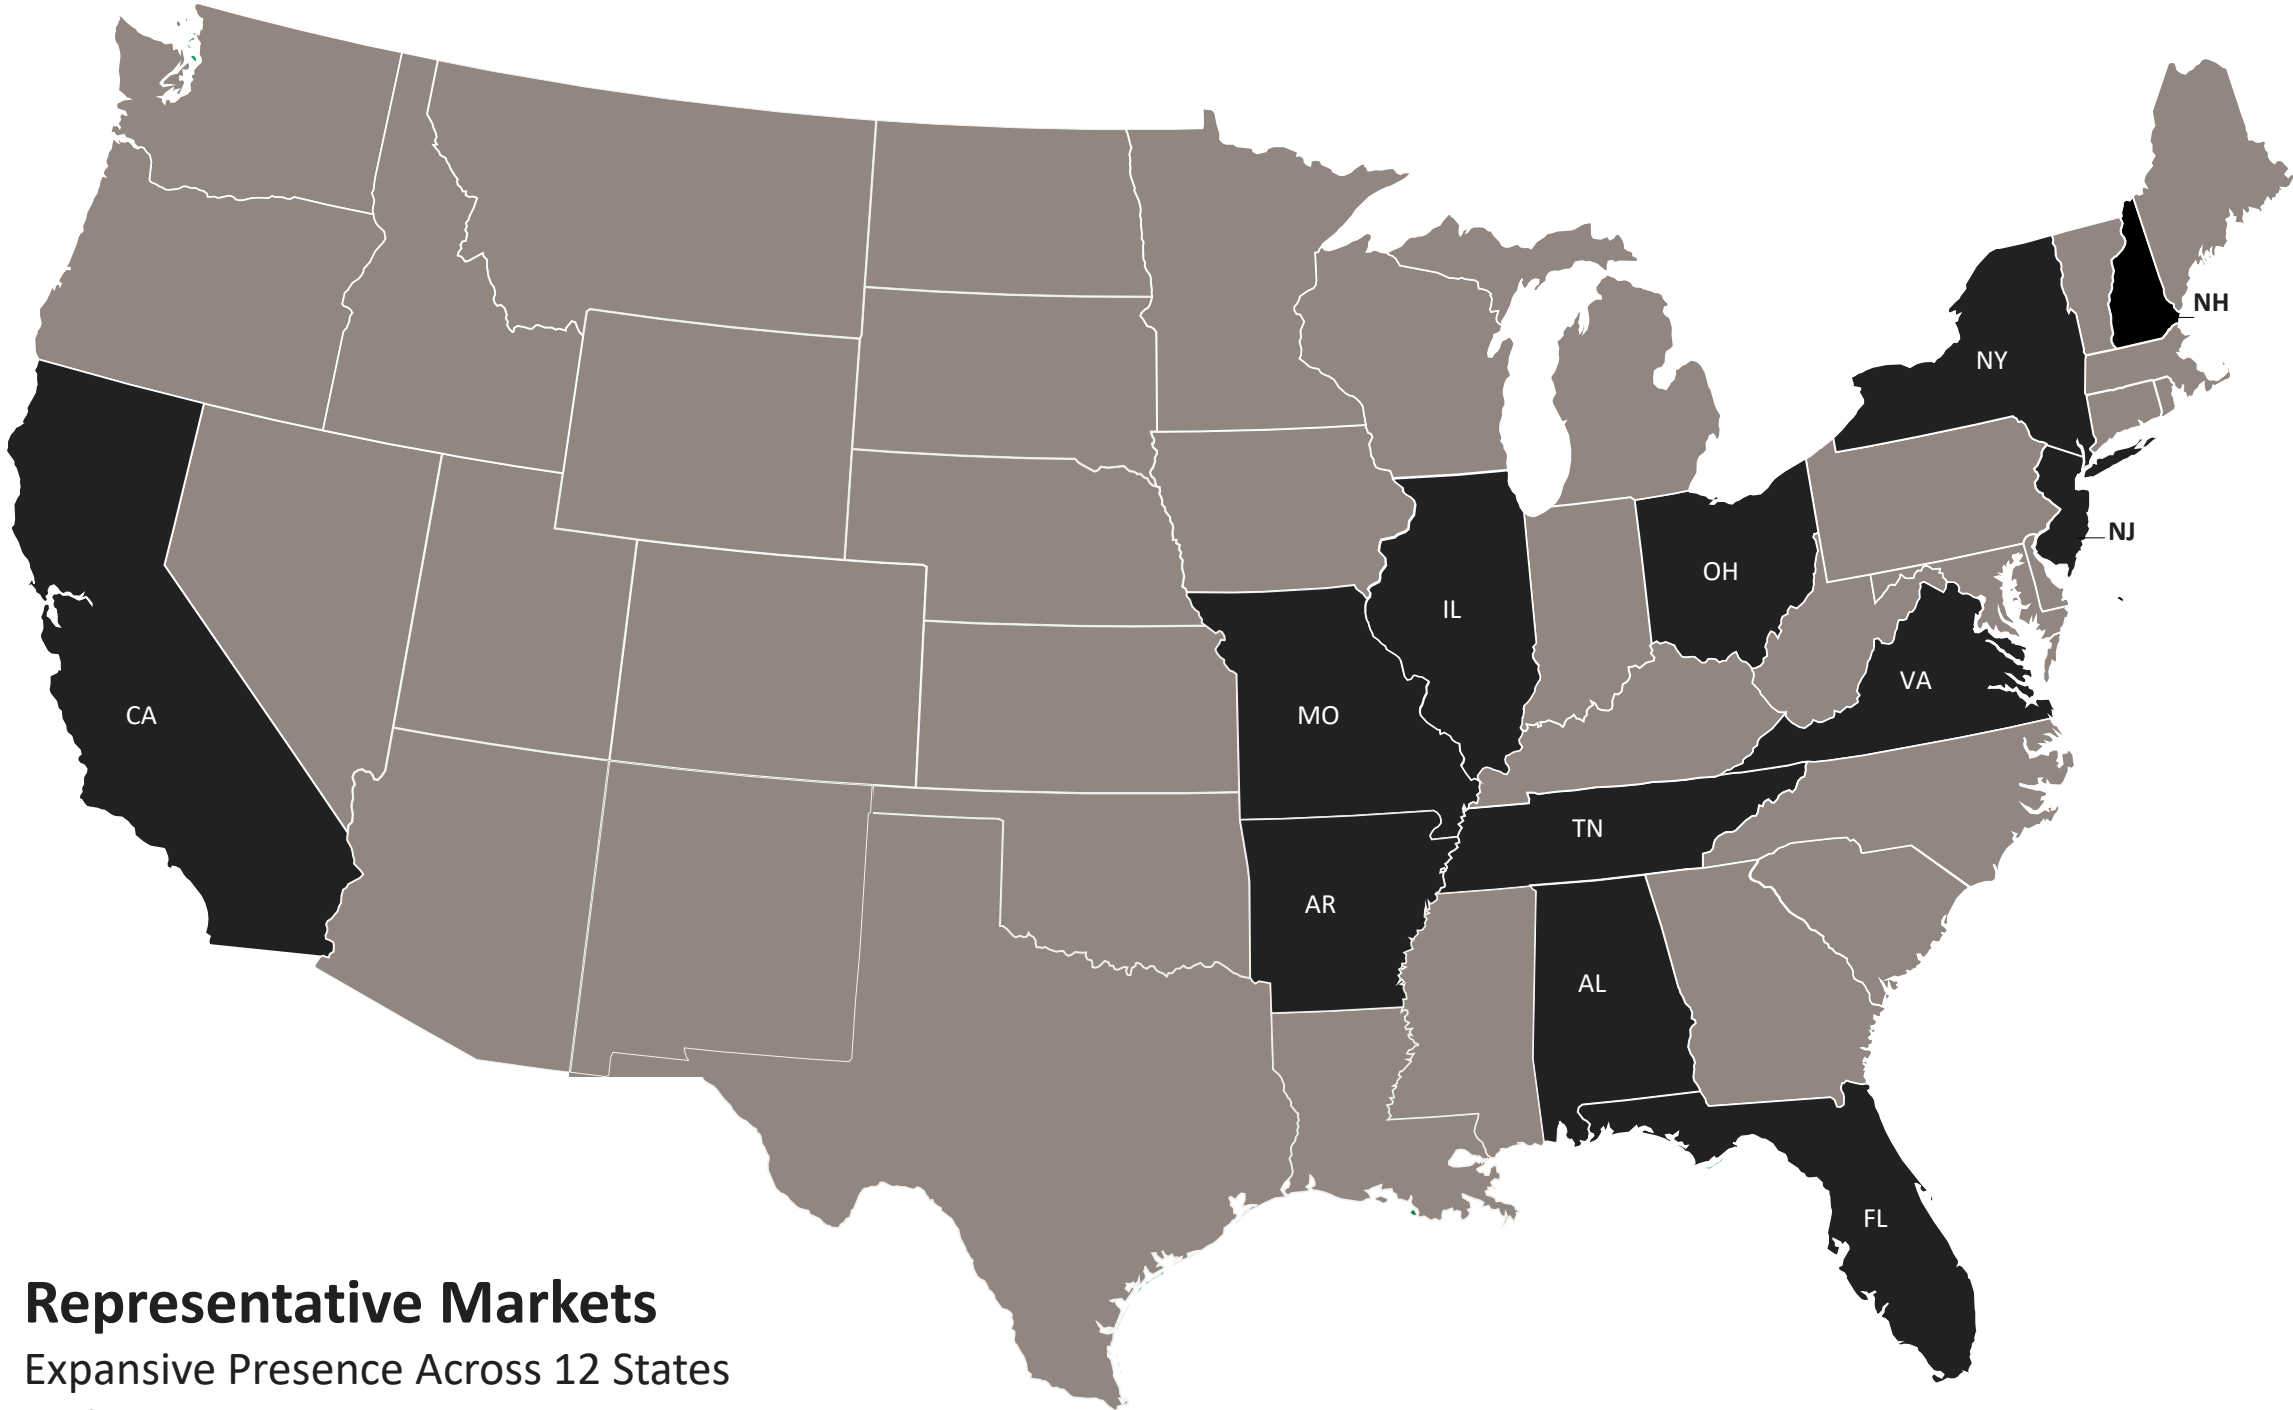 NH
NY
NJ
OH
IL
VA
CA
MO
TN
AR
AL
FL
Representative Markets
Expansive Presence Across 12 States